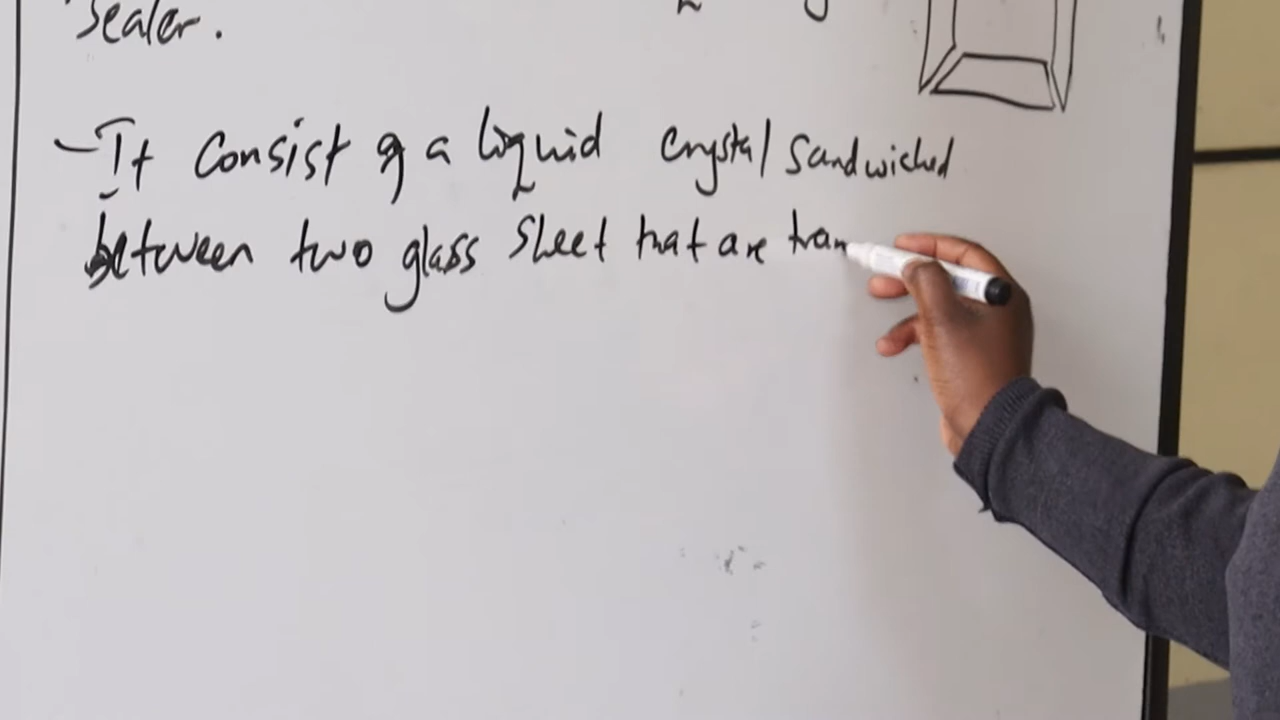 Sealer.
- It consist of a liquid crystal sandwiched
between two glass sheet that are tran